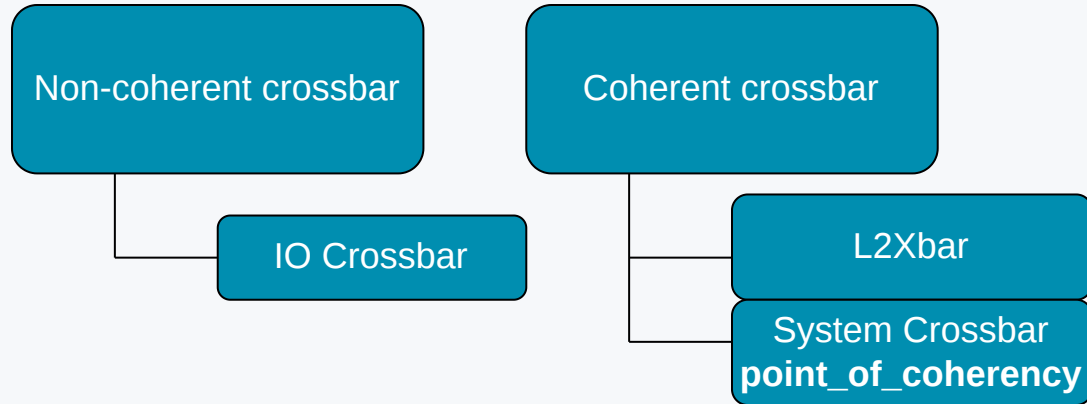 Non-coherent crossbar
IO Crossbar
Coherent crossbar
L2Xbar
System Crossbar
point_of_coherency